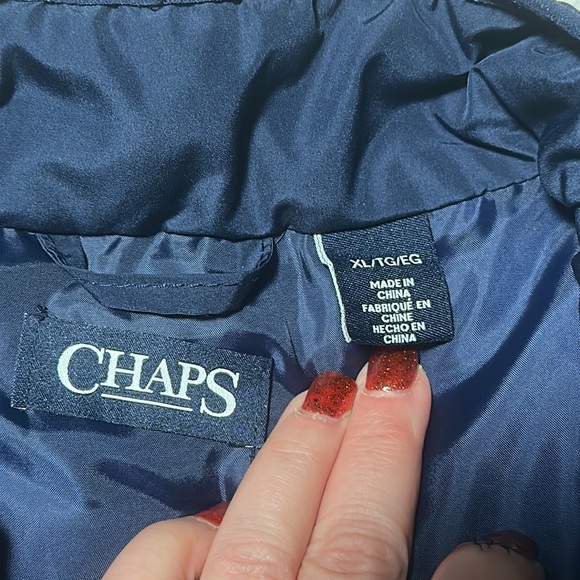 CHAPS
XL/TG/EG
MADE IN
CHINA
FABRIQUÉ EN
CHINE
HECHO EN
CHINA